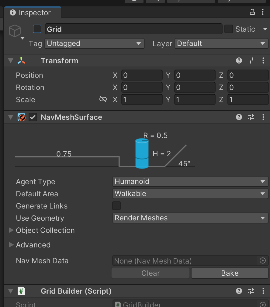 Inspector
Grid
Static
Tag Untagged Layer Default
Transform
Position X 0 Y 0 Z 0
Rotation X 0 Y 0 Z 0
Scale X 1 Y 1 Z 1
NavMeshSurface
R = 0.5
0.75
H = 2
45°
Agent Type Humanoid
Default Area Walkable
Generate Links
Use Geometry Render Meshes
Object Collection
Advanced
Nav Mesh Data None (Nav Mesh Data)
Clear Bake
Grid Builder (Script)
Script GridBuilder